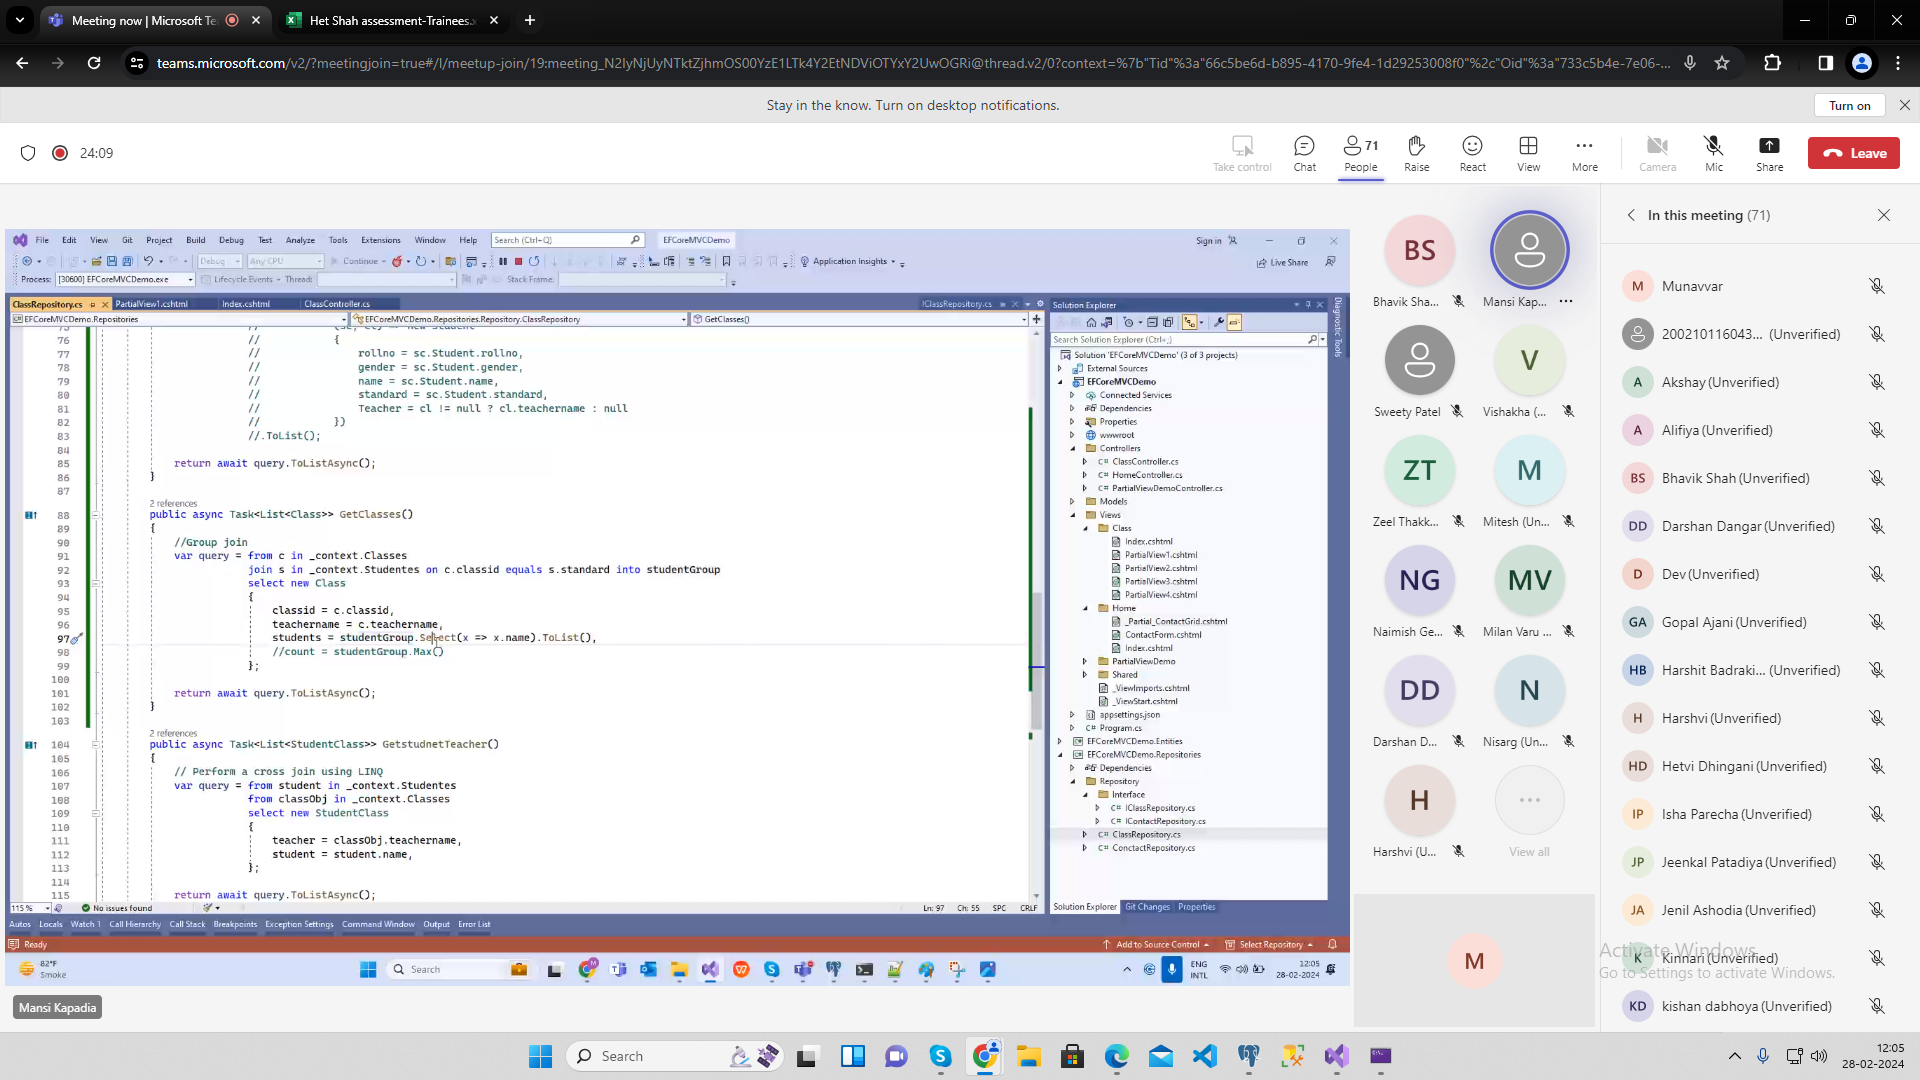 Meeting now | Microsoft Te
Het Shah assessment-Trainees.x
teams.microsoft.com/v2/?meetingjoin=true#/l/meetup-join/19:meeting_N2IyNjUyNTktZjhmOS00YzE1LTk4Y2EtNDViOTYxY2UwOGRi@thread.v2/0?context=%7b"Tid"%3a"66c5be6d-b895-4170-9fe4-1d29253008f0"%2c"Oid"%3a"733c5b4e-7e06-...
Stay in the know. Turn on desktop notifications.
Turn on
24:09
Take control
Chat
71
People
Raise
React
View
More
Camera
Mic
Share
Leave
File Edit View Git Project Build Debug Test Analyze Tools Extensions Window Help Search (Ctrl+Q) EFCoreMVCDemo Sign in
Debug Any CPU Continue Application Insights Live Share
Process: [30600] EFCoreMVCDemo.exe Lifecycle Events Thread: Stack Frame:
ClassRepository.cs PartialView1.cshtml Index.cshtml ClassController.cs IClassRepository.cs
EFCoreMVCDemo.Repositories EFCoreMVCDemo.Repositories.Repository.ClassRepository GetClasses()
76 // {
77 // rollno = sc.Student.rollno,
78 // gender = sc.Student.gender,
79 // name = sc.Student.name,
80 // standard = sc.Student.standard,
81 // Teacher = cl != null ? cl.teachername : null
82 // })
83 //.ToList();
84
85 return await query.ToListAsync();
86 }
87
2 references
88 public async Task<List<Class>> GetClasses()
89 {
90 //Group join
91 var query = from c in _context.Classes
92 join s in _context.Studentes on c.classid equals s.standard into studentGroup
93 select new Class
94 {
95 classid = c.classid,
96 teachername = c.teachername,
97 students = studentGroup.Select(x => x.name).ToList(),
98 //count = studentGroup.Max()
99 };
100
101 return await query.ToListAsync();
102 }
103
2 references
104 public async Task<List<StudentClass>> GetstudnetTeacher()
105 {
106 // Perform a cross join using LINQ
107 var query = from student in _context.Studentes
108 from classObj in _context.Classes
109 select new StudentClass
110 {
111 teacher = classObj.teachername,
112 student = student.name,
113 };
114
115 return await query.ToListAsync();
115 % No issues found Ln: 97 Ch: 55 SPC CRLF
Autos Locals Watch 1 Call Hierarchy Call Stack Breakpoints Exception Settings Command Window Output Error List
Ready Add to Source Control Select Repository
Solution Explorer
Search Solution Explorer (Ctrl+;)
Solution 'EFCoreMVCDemo' (3 of 3 projects)
External Sources
EFCoreMVCDemo
Connected Services
Dependencies
Properties
wwwroot
Controllers
C# ClassController.cs
C# HomeController.cs
C# PartialViewDemoController.cs
Models
Views
Class
Index.cshtml
PartialView1.cshtml
PartialView2.cshtml
PartialView3.cshtml
PartialView4.cshtml
Home
_Partial_ContactGrid.cshtml
ContactForm.cshtml
Index.cshtml
PartialViewDemo
Shared
_ViewImports.cshtml
_ViewStart.cshtml
appsettings.json
C# Program.cs
EFCoreMVCDemo.Entities
EFCoreMVCDemo.Repositories
Dependencies
Repository
Interface
C# IClassRepository.cs
C# IContactRepository.cs
C# ClassRepository.cs
C# ConctactRepository.cs
Solution Explorer Git Changes Properties
Diagnostic Tools
82°F
Smoke
Search
ENG
INTL
12:05
28-02-2024
Mansi Kapadia
BS
Bhavik Sha...
Mansi Kap...
Sweety Patel
V
Vishakha (...
ZT
Zeel Thakk...
M
Mitesh (Un...
NG
Naimish Ge...
MV
Milan Varu ...
DD
Darshan D...
N
Nisarg (Un...
H
Harshvi (U...
View all
M
In this meeting (71)
M Munavvar
200210116043... (Unverified)
A Akshay (Unverified)
A Alifiya (Unverified)
BS Bhavik Shah (Unverified)
DD Darshan Dangar (Unverified)
D Dev (Unverified)
GA Gopal Ajani (Unverified)
HB Harshit Badraki... (Unverified)
H Harshvi (Unverified)
HD Hetvi Dhingani (Unverified)
IP Isha Parecha (Unverified)
JP Jeenkal Patadiya (Unverified)
JA Jenil Ashodia (Unverified)
K Kinnari (Unverified)
KD kishan dabhoya (Unverified)
Activate Windows
Go to Settings to activate Windows.
Search
12:05
28-02-2024